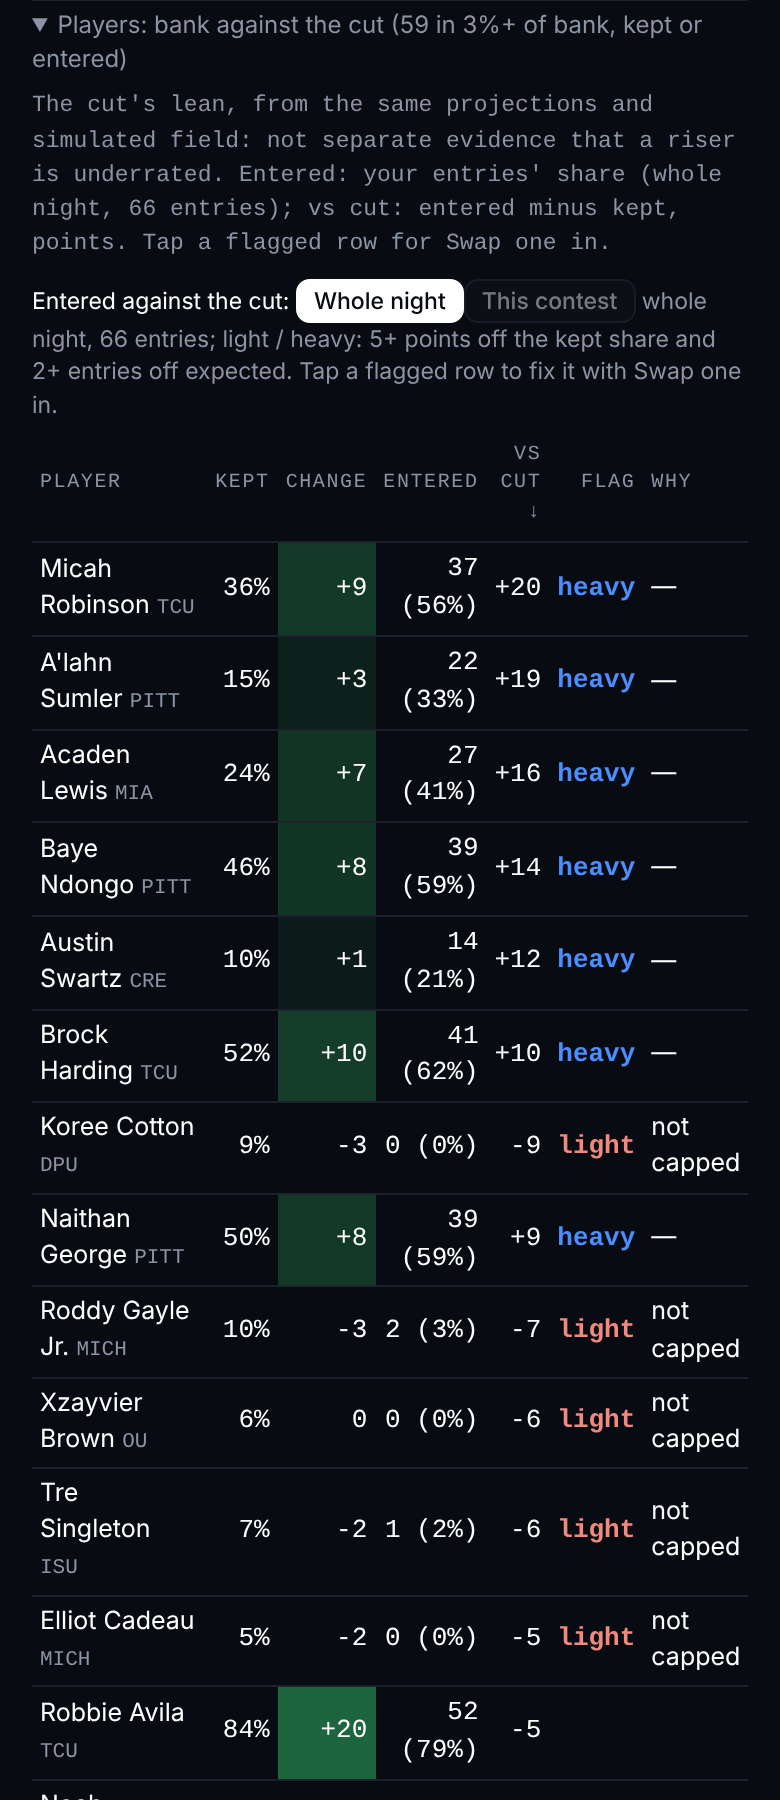 ▼ Players: bank against the cut (59 in 3%+ of bank, kept or
entered)
The cut's lean, from the same projections and
simulated field: not separate evidence that a riser
is underrated. Entered: your entries' share (whole
night, 66 entries); vs cut: entered minus kept,
points. Tap a flagged row for Swap one in.
Entered against the cut: Whole night This contest whole
night, 66 entries; light / heavy: 5+ points off the kept share and
2+ entries off expected. Tap a flagged row to fix it with Swap one
in.
PLAYER KEPT CHANGE ENTERED VS CUT ↓ FLAG WHY
Micah Robinson TCU 36% +9 37 (56%) +20 heavy —
A'lahn Sumler PITT 15% +3 22 (33%) +19 heavy —
Acaden Lewis MIA 24% +7 27 (41%) +16 heavy —
Baye Ndongo PITT 46% +8 39 (59%) +14 heavy —
Austin Swartz CRE 10% +1 14 (21%) +12 heavy —
Brock Harding TCU 52% +10 41 (62%) +10 heavy —
Koree Cotton DPU 9% -3 0 (0%) -9 light not capped
Naithan George PITT 50% +8 39 (59%) +9 heavy —
Roddy Gayle Jr. MICH 10% -3 2 (3%) -7 light not capped
Xzayvier Brown OU 6% 0 0 (0%) -6 light not capped
Tre Singleton ISU 7% -2 1 (2%) -6 light not capped
Elliot Cadeau MICH 5% -2 0 (0%) -5 light not capped
Robbie Avila TCU 84% +20 52 (79%) -5